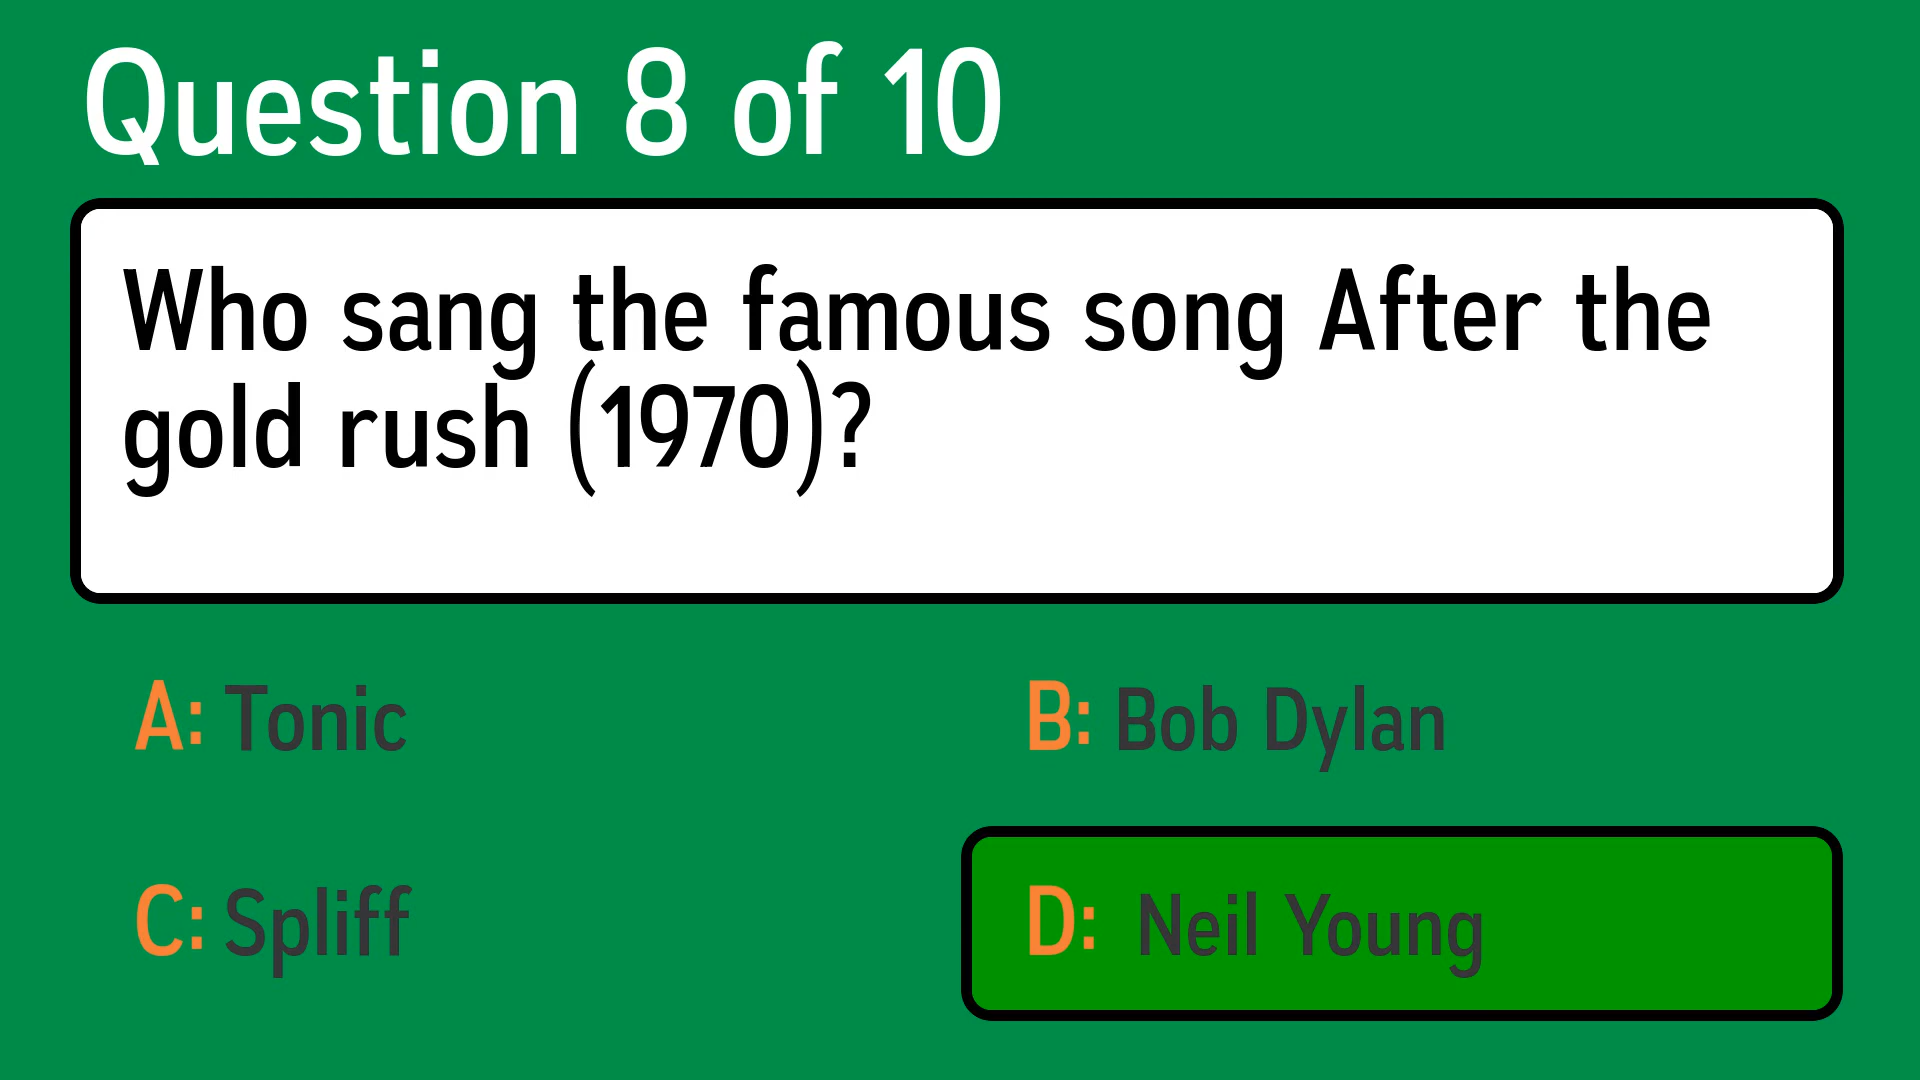 Question 8 of 10
Who sang the famous song After the
gold rush (1970)?
A: Tonic
B: Bob Dylan
C: Spliff
D: Neil Young